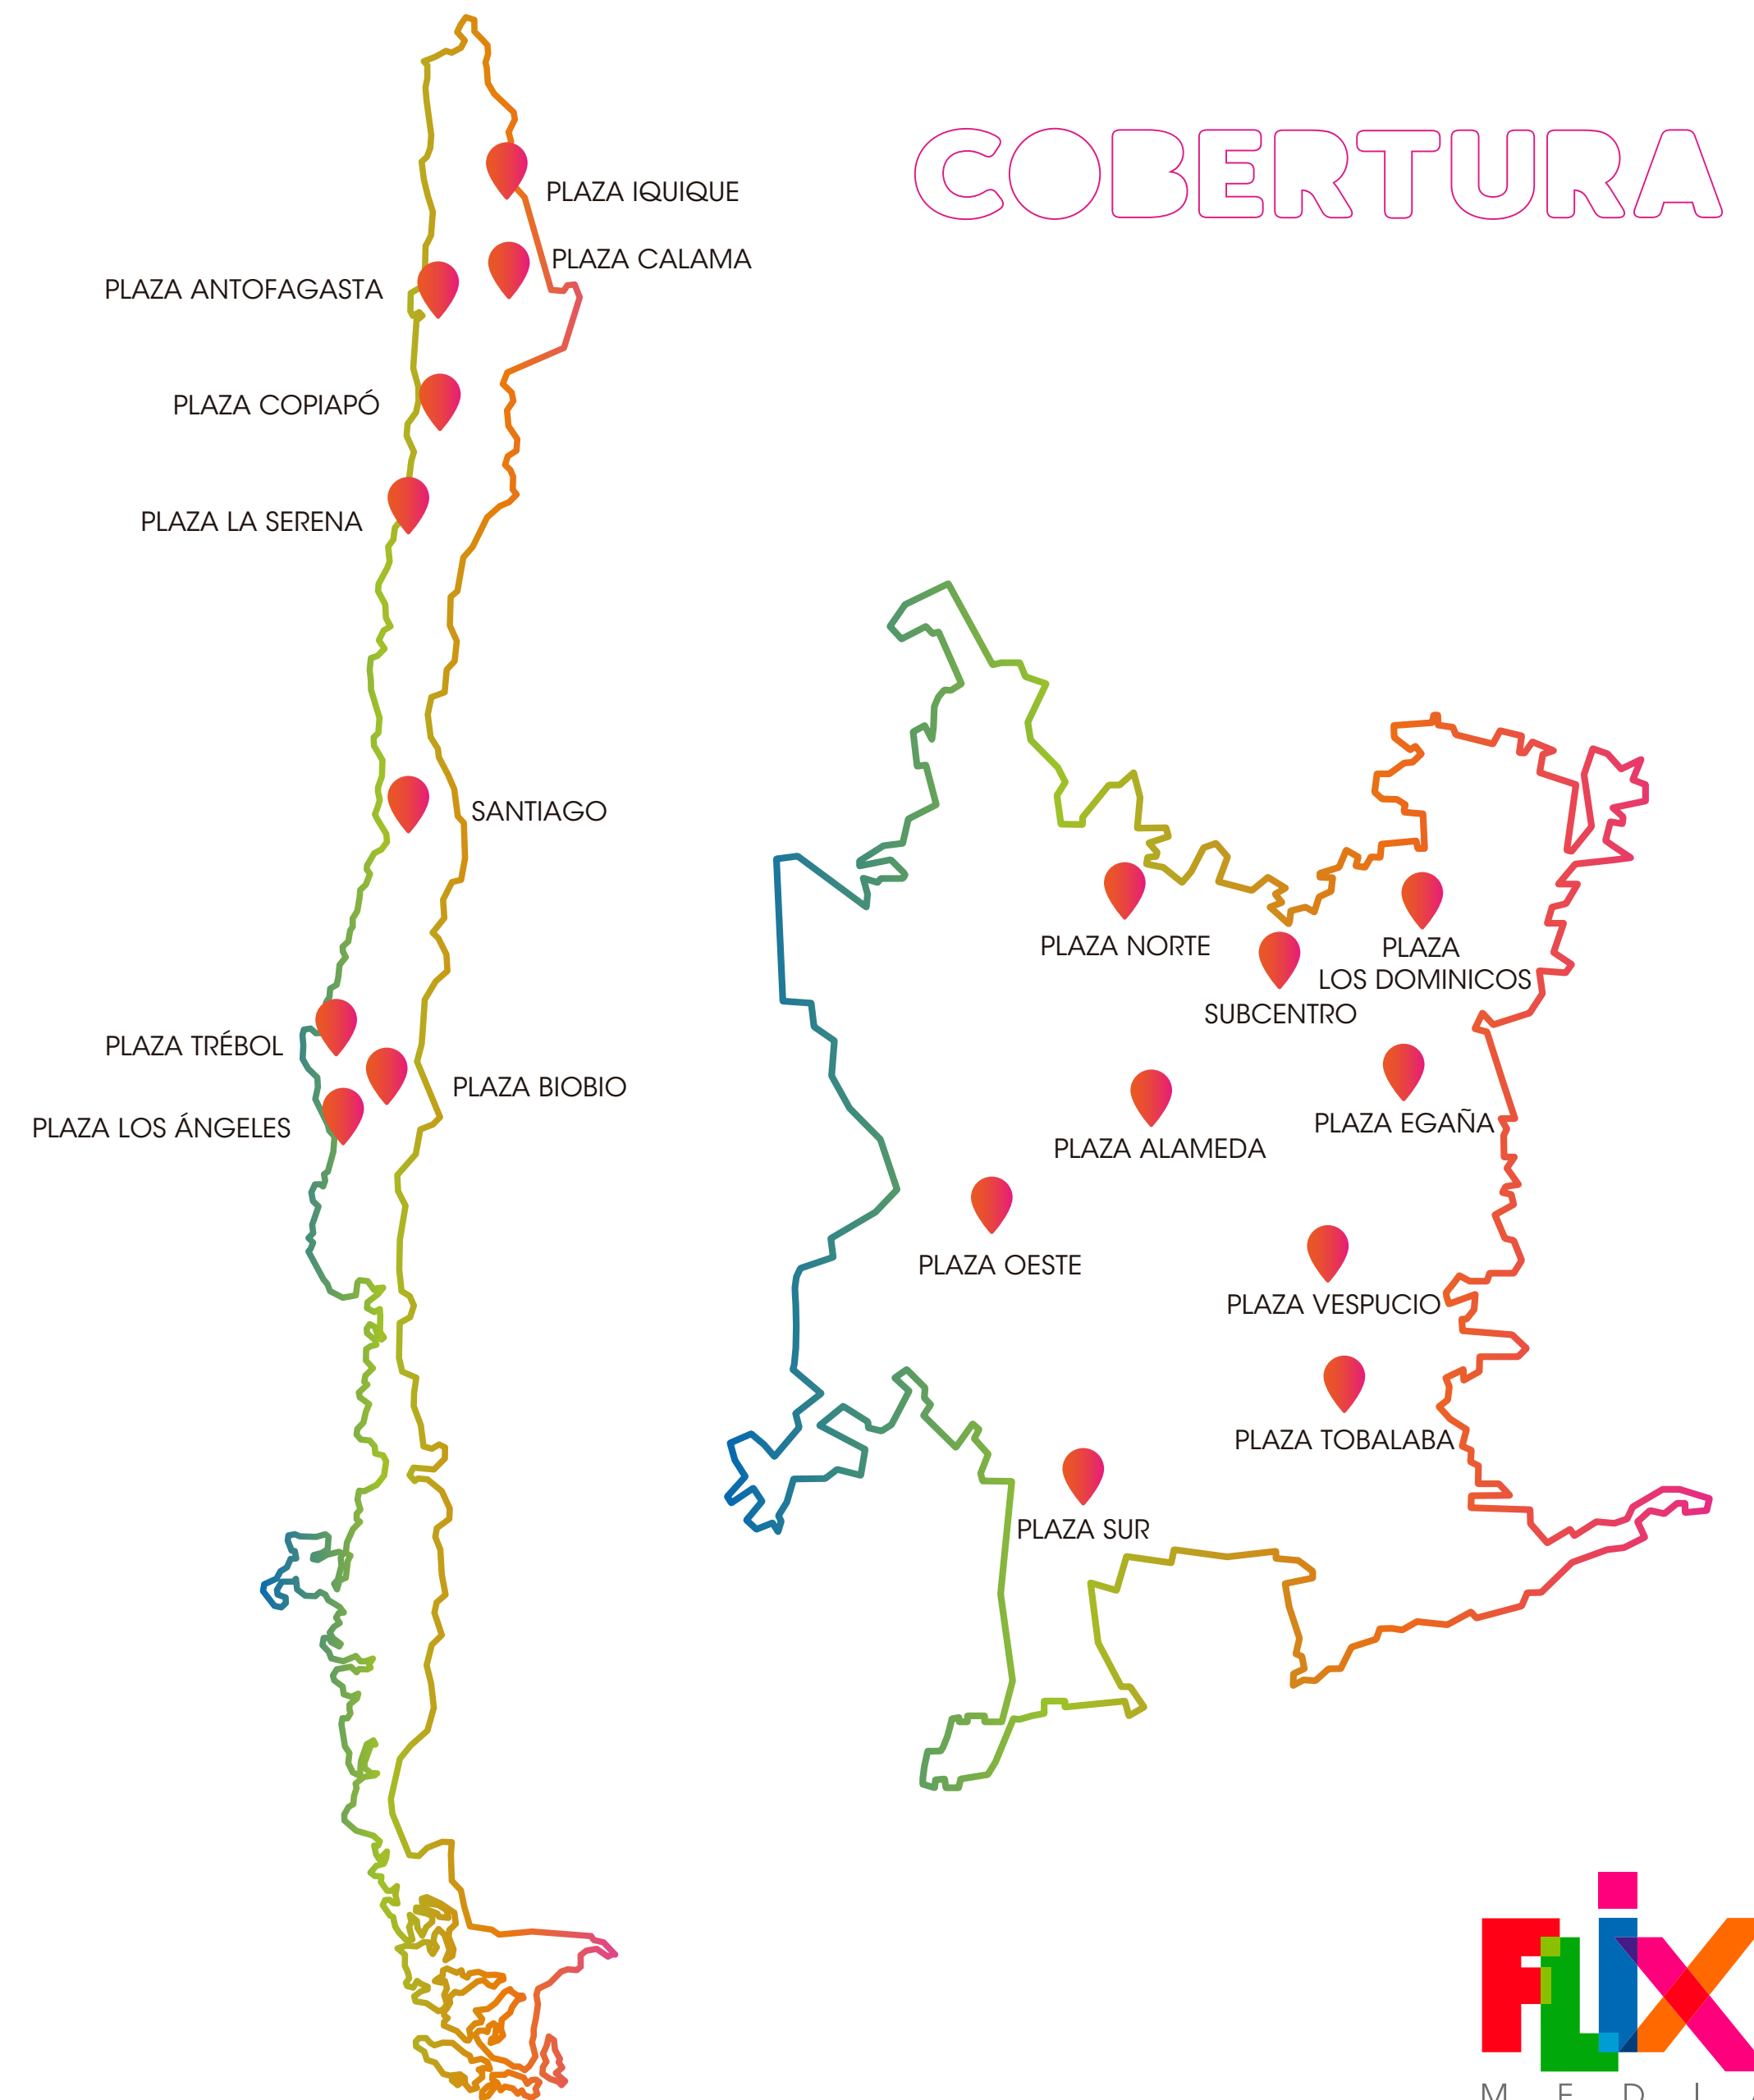 COBERTURA
PLAZA IQUIQUE
PLAZA CALAMA
PLAZA ANTOFAGASTA
PLAZA COPIAPÓ
PLAZA LA SERENA
SANTIAGO
PLAZA TRÉBOL
PLAZA BIOBIO
PLAZA LOS ÁNGELES
PLAZA NORTE
PLAZA
LOS DOMINICOS
SUBCENTRO
PLAZA EGAÑA
PLAZA ALAMEDA
PLAZA OESTE
PLAZA VESPUCIO
PLAZA TOBALABA
PLAZA SUR
FLiX
M E D I